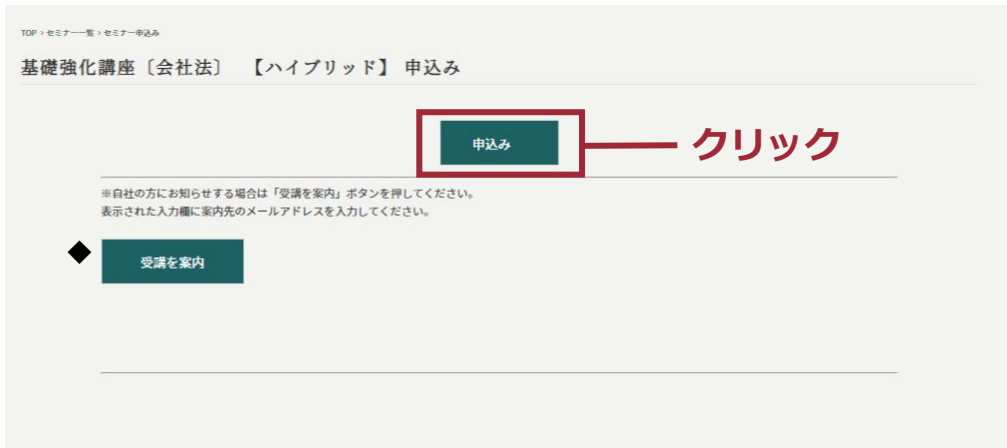 TOP › セミナー一覧 › セミナー申込み
基礎強化講座〔会社法〕　【ハイブリッド】 申込み
申込み
クリック
※自社の方にお知らせする場合は「受講を案内」ボタンを押してください。
表示された入力欄に案内先のメールアドレスを入力してください。
◆
受講を案内